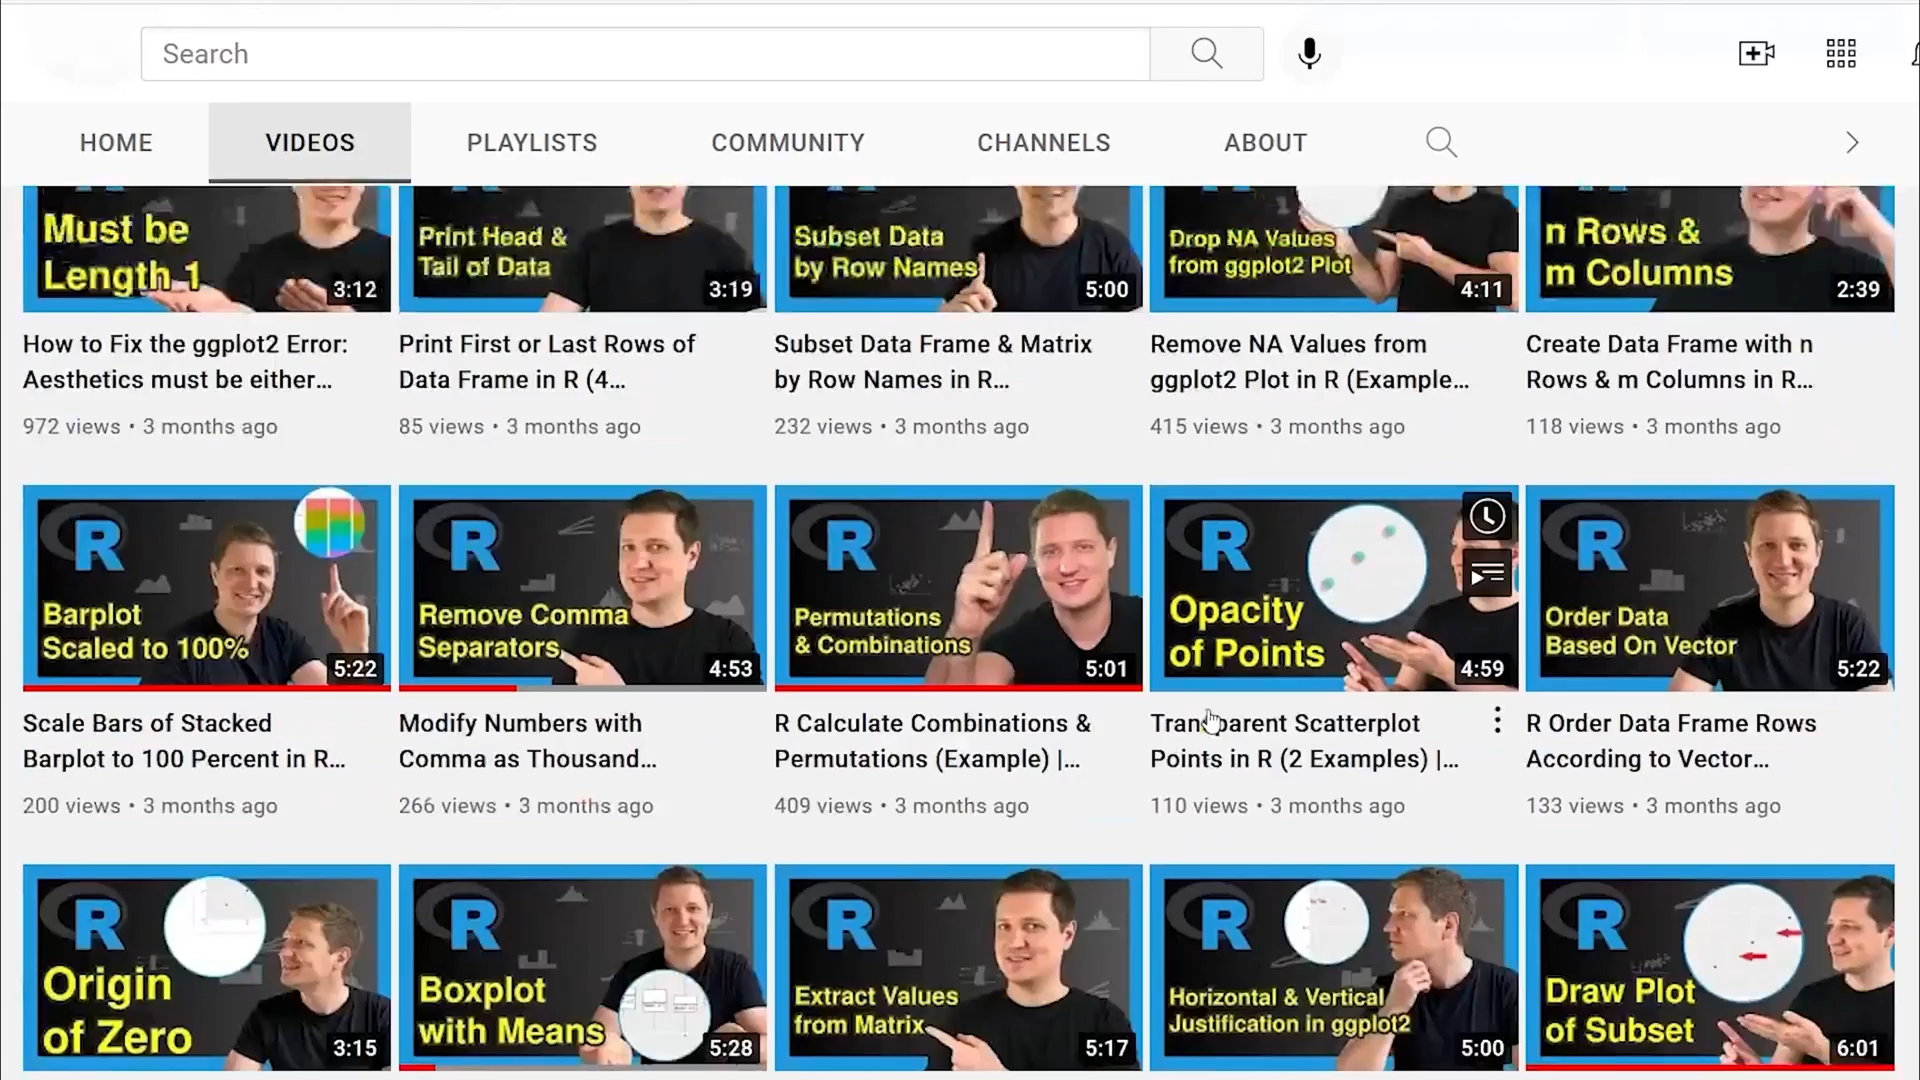 Search
HOME
VIDEOS
PLAYLISTS
COMMUNITY
CHANNELS
ABOUT
Must be
Length 1
3:12
Print Head &
Tail of Data
3:19
Subset Data
by Row Names
5:00
Drop NA Values
from ggplot2 Plot
4:11
n Rows &
m Columns
2:39
How to Fix the ggplot2 Error:
Aesthetics must be either...
972 views • 3 months ago
Print First or Last Rows of
Data Frame in R (4...
85 views • 3 months ago
Subset Data Frame & Matrix
by Row Names in R...
232 views • 3 months ago
Remove NA Values from
ggplot2 Plot in R (Example...
415 views • 3 months ago
Create Data Frame with n
Rows & m Columns in R...
118 views • 3 months ago
R
Barplot
Scaled to 100%
5:22
R
Remove Comma
Separators
4:53
R
Permutations
& Combinations
5:01
R
Opacity
of Points
4:59
R
Order Data
Based On Vector
5:22
Scale Bars of Stacked
Barplot to 100 Percent in R...
200 views • 3 months ago
Modify Numbers with
Comma as Thousand...
266 views • 3 months ago
R Calculate Combinations &
Permutations (Example) |...
409 views • 3 months ago
Transparent Scatterplot
Points in R (2 Examples) |...
110 views • 3 months ago
R Order Data Frame Rows
According to Vector...
133 views • 3 months ago
R
Origin
of Zero
3:15
R
Boxplot
with Means
5:28
R
Extract Values
from Matrix
5:17
R
Horizontal & Vertical
Justification in ggplot2
5:00
R
Draw Plot
of Subset
6:01